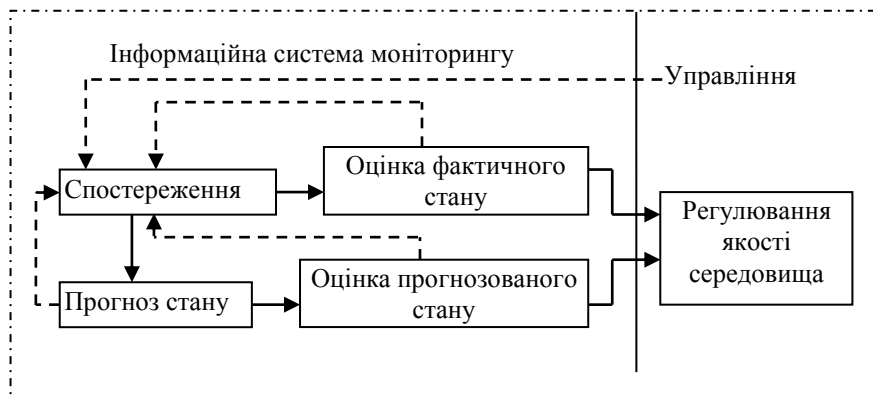 Інформаційна система моніторингу
Управління
Спостереження
Оцінка фактичного
стану
Регулювання
якості
середовища
Прогноз стану
Оцінка прогнозованого
стану